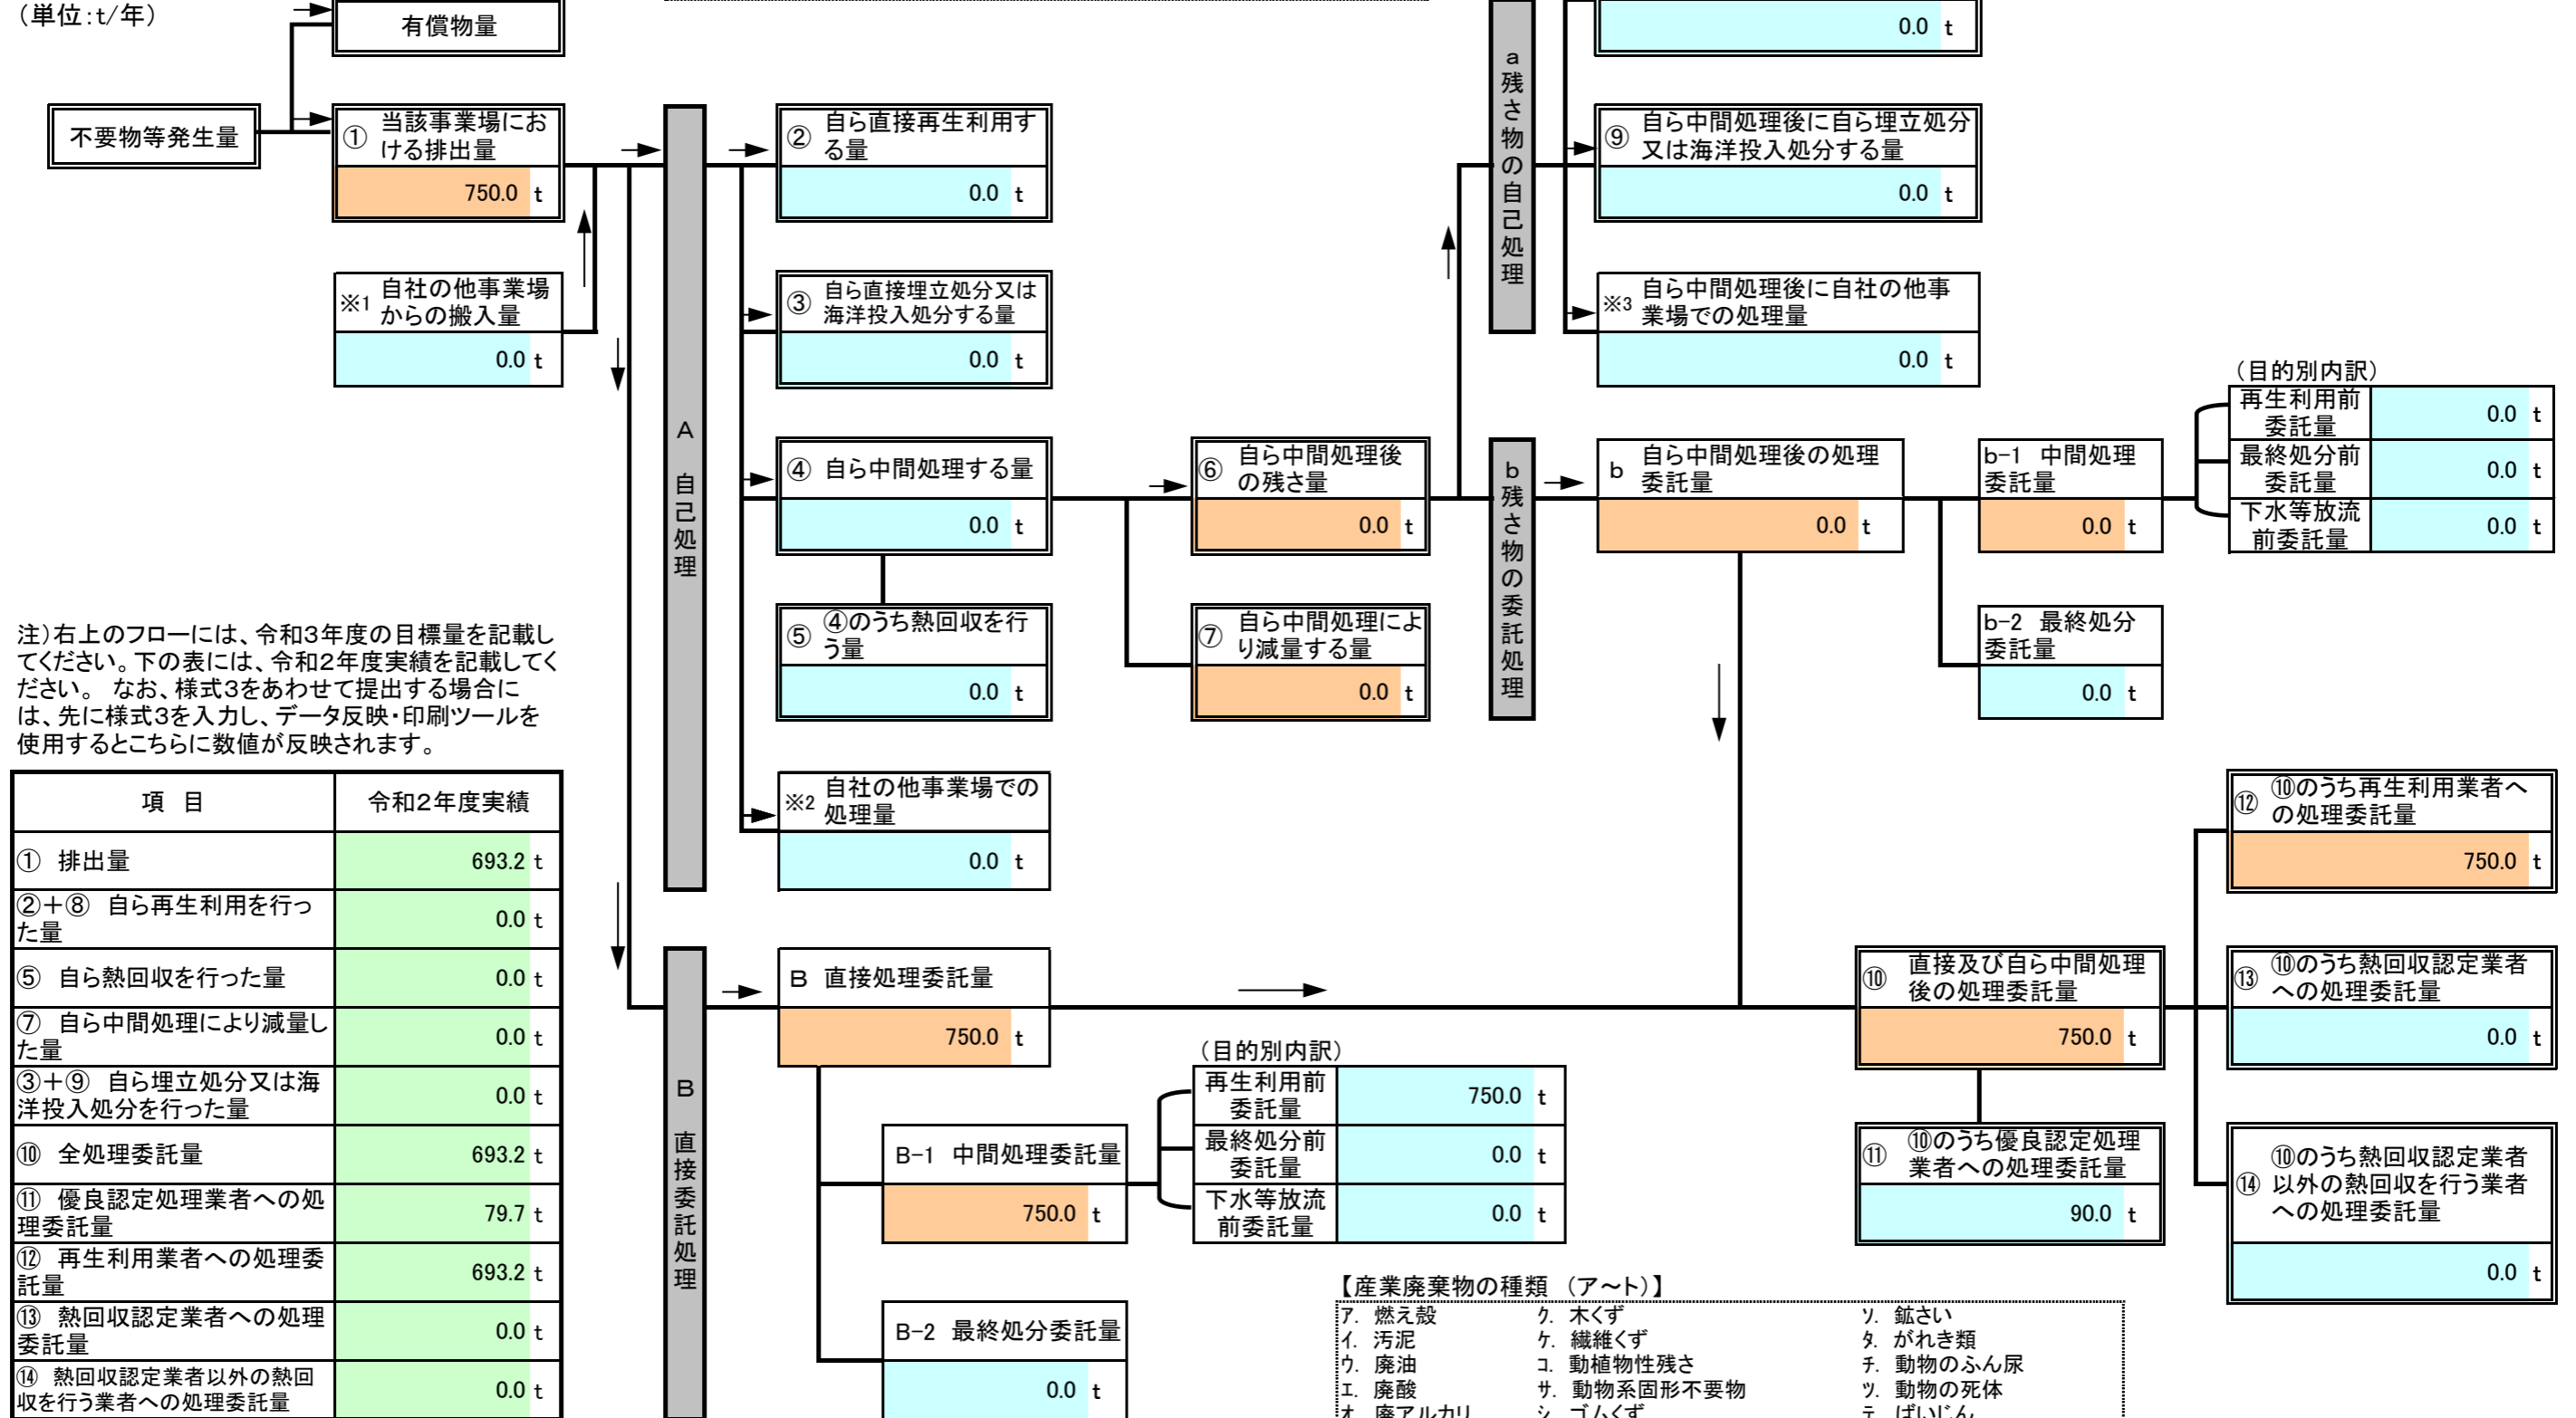 （単位：t/年）
有償物量
0.0 t
不要物等発生量
① 当該事業場にお
ける排出量
750.0 t
※1 自社の他事業場
からの搬入量
0.0 t
A 自己処理
② 自ら直接再生利用す
る量
0.0 t
③ 自ら直接埋立処分又は
海洋投入処分する量
0.0 t
④ 自ら中間処理する量
0.0 t
⑤ ④のうち熱回収を行
う量
0.0 t
※2 自社の他事業場での
処理量
0.0 t
⑥ 自ら中間処理後
の残さ量
0.0 t
⑦ 自ら中間処理によ
り減量する量
0.0 t
a 残さ物の自己処理
⑨ 自ら中間処理後に自ら埋立処分
又は海洋投入処分する量
0.0 t
※3 自ら中間処理後に自社の他事
業場での処理量
0.0 t
b 残さ物の委託処理
b 自ら中間処理後の処理
委託量
0.0 t
b-1 中間処理
委託量
0.0 t
（目的別内訳）
再生利用前
委託量
0.0 t
最終処分前
委託量
0.0 t
下水等放流
前委託量
0.0 t
b-2 最終処分
委託量
0.0 t
注）右上のフローには、令和３年度の目標量を記載し
てください。下の表には、令和２年度実績を記載してく
ださい。 なお、様式３をあわせて提出する場合に
は、先に様式３を入力し、データ反映・印刷ツールを
使用するとこちらに数値が反映されます。
項 目 令和２年度実績
① 排出量 693.2 t
②＋⑧ 自ら再生利用を行っ
た量 0.0 t
⑤ 自ら熱回収を行った量 0.0 t
⑦ 自ら中間処理により減量し
た量 0.0 t
③＋⑨ 自ら埋立処分又は海
洋投入処分を行った量 0.0 t
⑩ 全処理委託量 693.2 t
⑪ 優良認定処理業者への処
理委託量 79.7 t
⑫ 再生利用業者への処理委
託量 693.2 t
⑬ 熱回収認定業者への処理
委託量 0.0 t
⑭ 熱回収認定業者以外の熱回
収を行う業者への処理委託量 0.0 t
B 直接委託処理
B 直接処理委託量
750.0 t
B-1 中間処理委託量
750.0 t
（目的別内訳）
再生利用前
委託量
750.0 t
最終処分前
委託量
0.0 t
下水等放流
前委託量
0.0 t
B-2 最終処分委託量
0.0 t
⑩ 直接及び自ら中間処理
後の処理委託量
750.0 t
⑪ ⑩のうち優良認定処理
業者への処理委託量
90.0 t
⑫ ⑩のうち再生利用業者へ
の処理委託量
750.0 t
⑬ ⑩のうち熱回収認定業者
への処理委託量
0.0 t
⑭ ⑩のうち熱回収認定業者
以外の熱回収を行う業者
への処理委託量
0.0 t
【産業廃棄物の種類 （ア～ト）】
ｱ. 燃え殻 ｸ. 木くず ｿ. 鉱さい
ｲ. 汚泥 ｹ. 繊維くず ﾀ. がれき類
ｳ. 廃油 ｺ. 動植物性残さ ﾁ. 動物のふん尿
ｴ. 廃酸 ｻ. 動物系固形不要物 ﾂ. 動物の死体
ｵ. 廃アルカリ ｼ. ゴムくず ﾃ. ばいじん